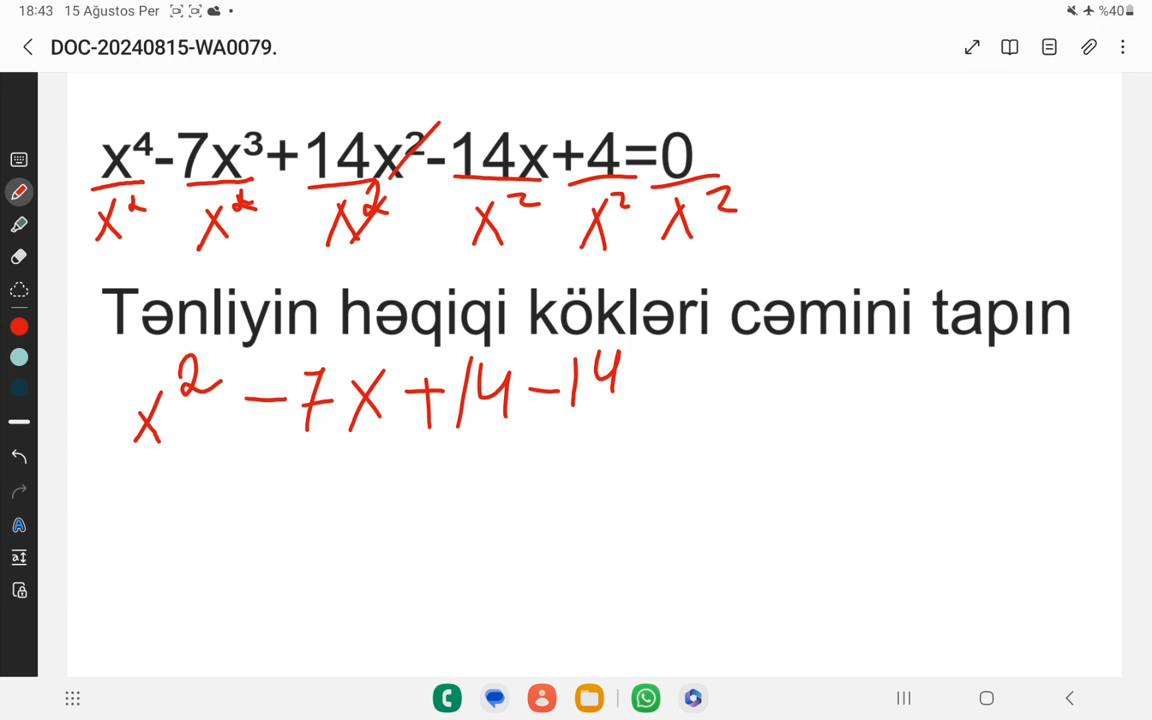 18:43 15 Ağustos Per %40
DOC-20240815-WA0079.
x⁴-7x³+14x²-14x+4=0
x² x² x² x² x² x²
Tənliyin həqiqi kökləri cəmini tapın
x² - 7x + 14 - 14